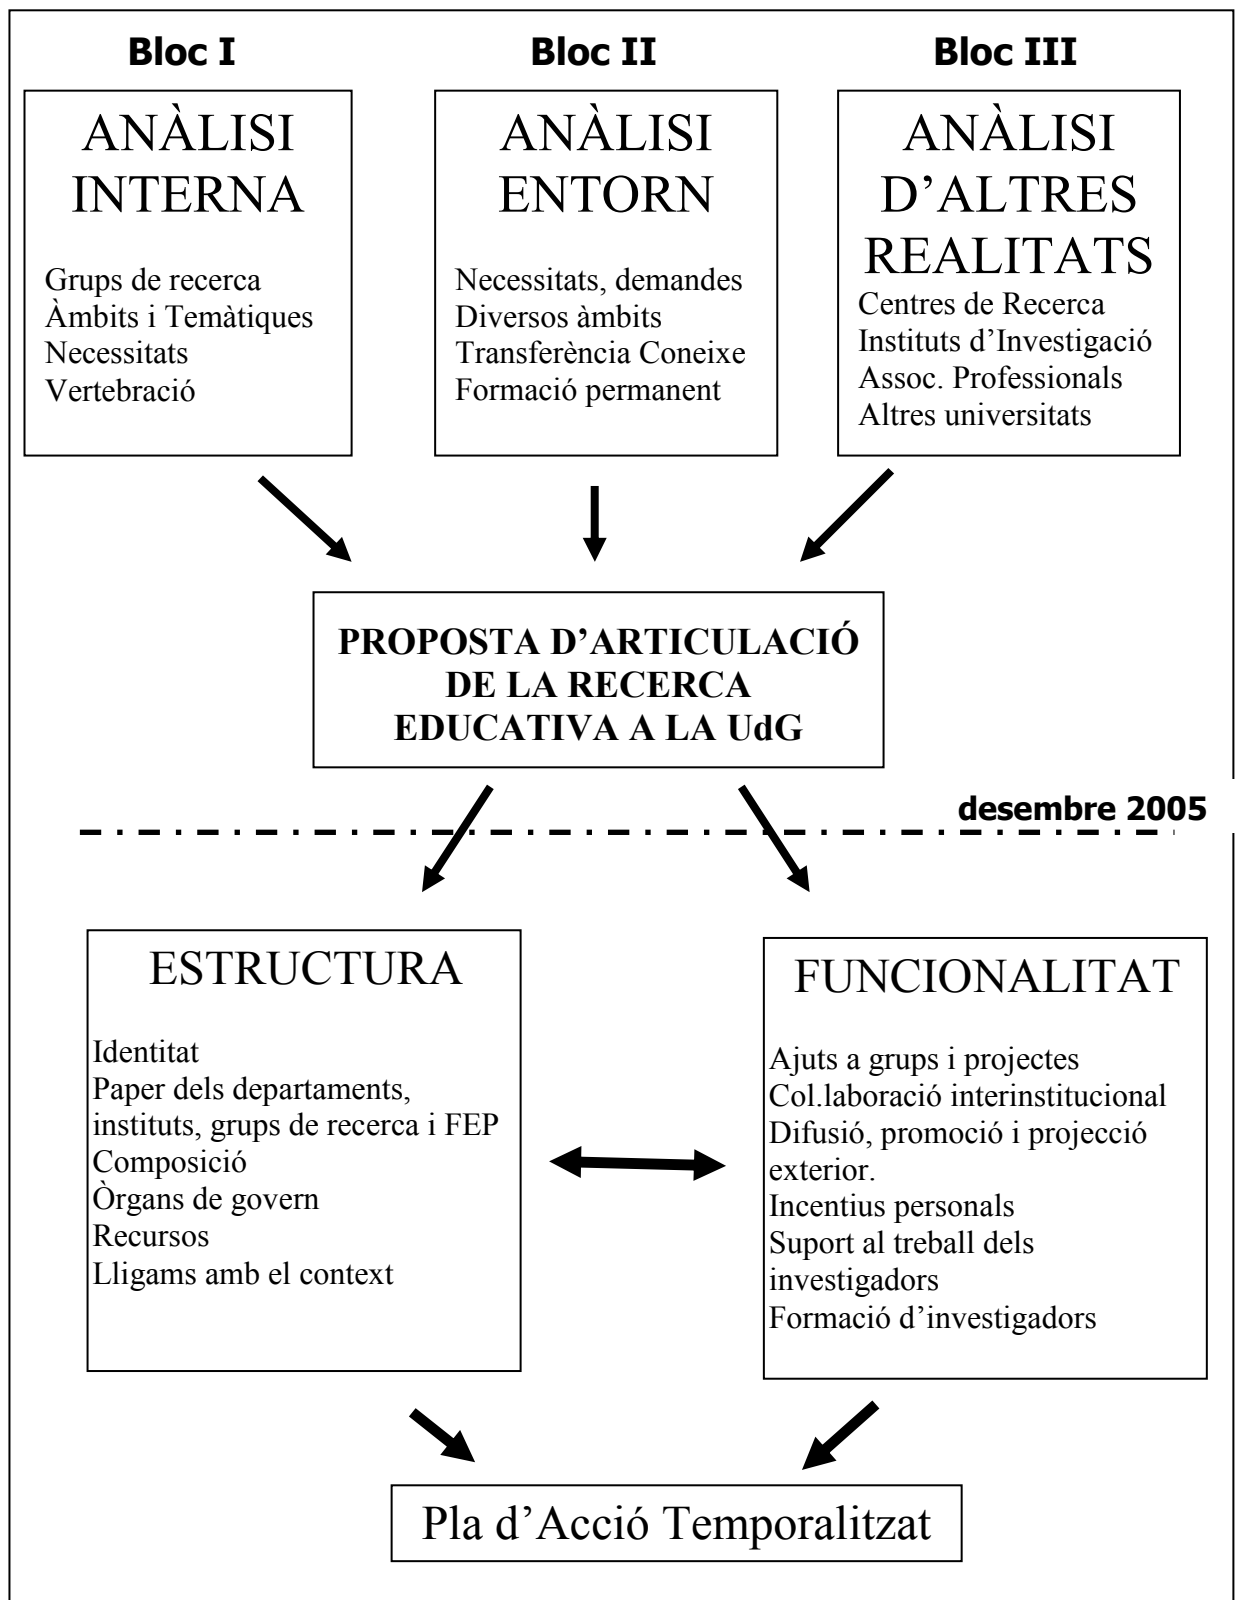 Bloc I
Bloc II
Bloc III
ANÀLISI
INTERNA
Grups de recerca
Àmbits i Temàtiques
Necessitats
Vertebració
ANÀLISI
ENTORN
Necessitats, demandes
Diversos àmbits
Transferència Coneixe
Formació permanent
ANÀLISI
D’ALTRES
REALITATS
Centres de Recerca
Instituts d’Investigació
Assoc. Professionals
Altres universitats
PROPOSTA D’ARTICULACIÓ
DE LA RECERCA
EDUCATIVA A LA UdG
desembre 2005
ESTRUCTURA
Identitat
Paper dels departaments,
instituts, grups de recerca i FEP
Composició
Òrgans de govern
Recursos
Lligams amb el context
FUNCIONALITAT
Ajuts a grups i projectes
Col.laboració interinstitucional
Difusió, promoció i projecció
exterior.
Incentius personals
Suport al treball dels
investigadors
Formació d’investigadors
Pla d’Acció Temporalitzat